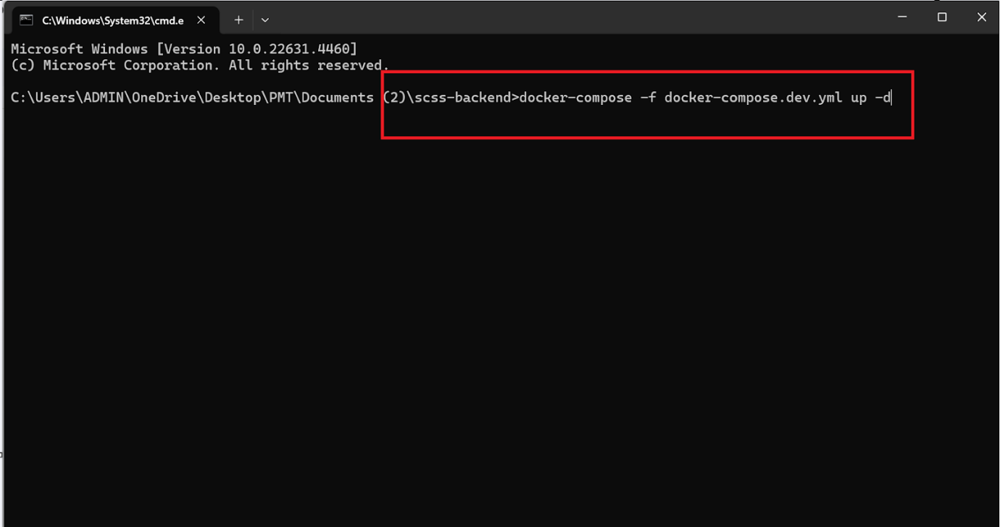 C:\Windows\System32\cmd.e
Microsoft Windows [Version 10.0.22631.4460]
(c) Microsoft Corporation. All rights reserved.
C:\Users\ADMIN\OneDrive\Desktop\PMT\Documents (2)\scss-backend>docker-compose -f docker-compose.dev.yml up -d